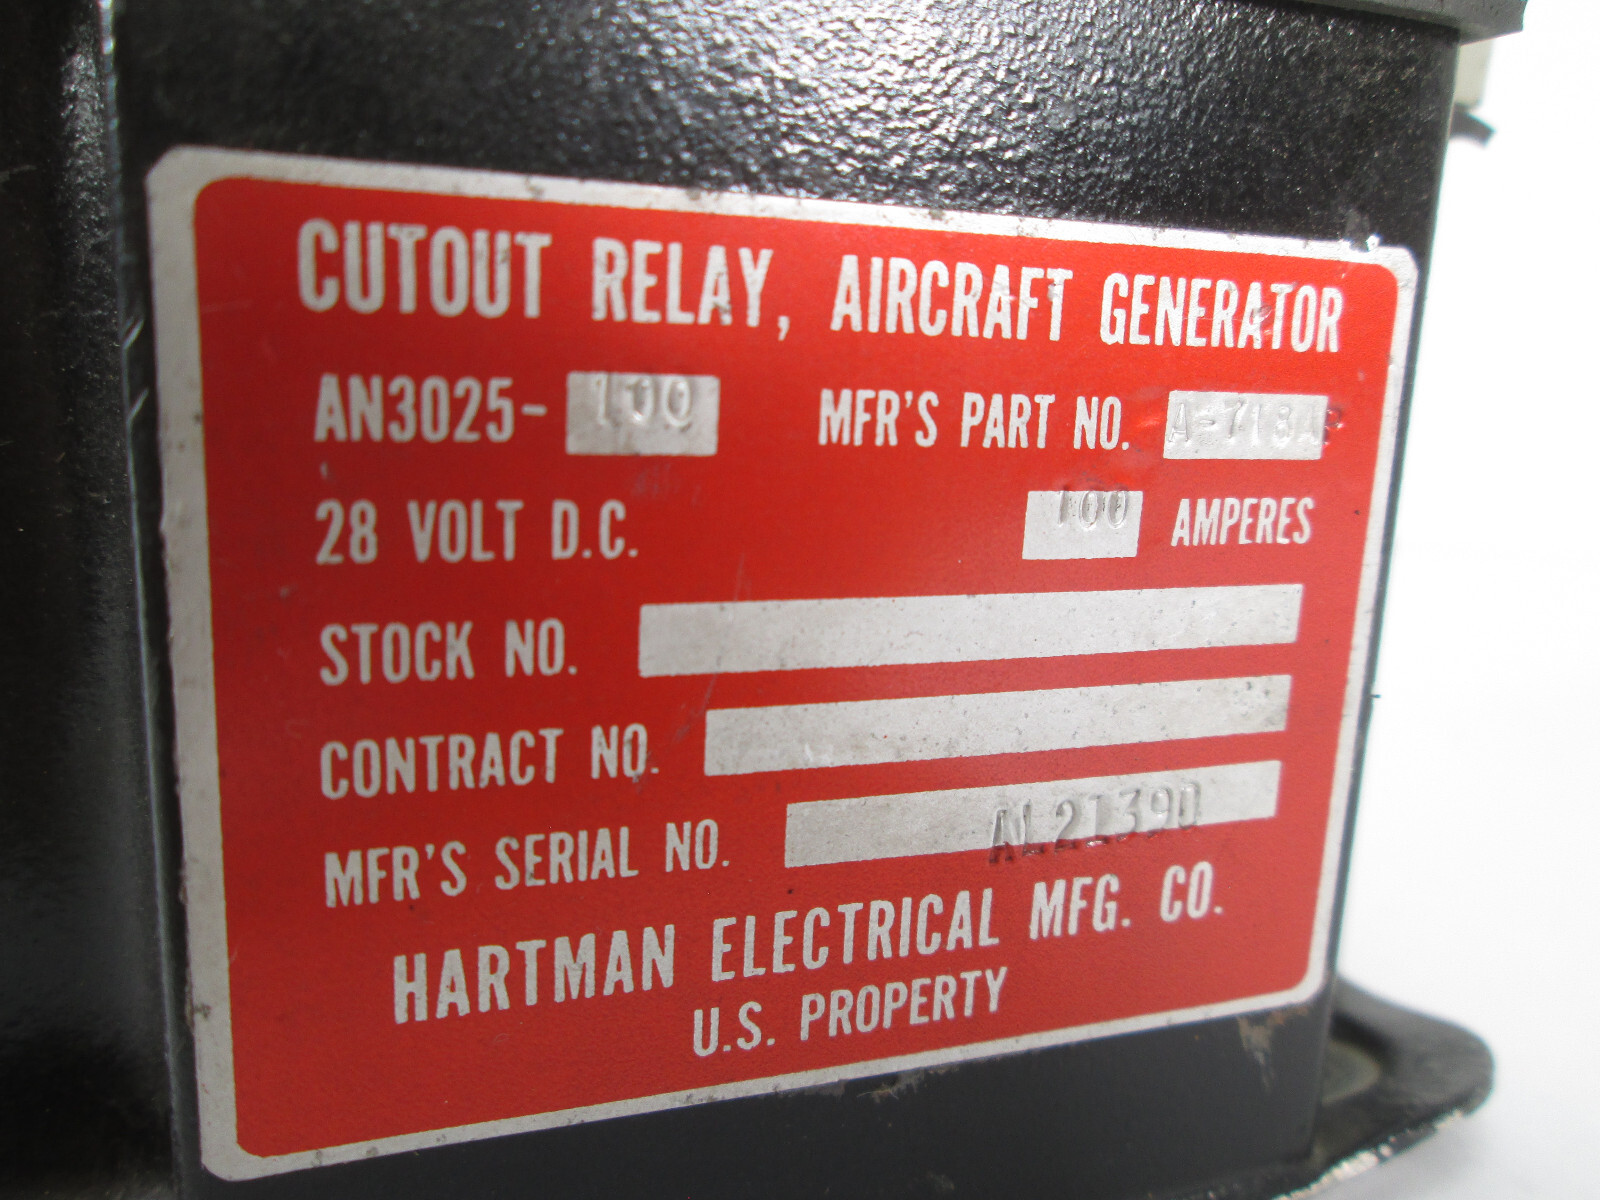 CUTOUT RELAY, AIRCRAFT GENERATOR
AN3025- 100 MFR'S PART NO.
28 VOLT D.C. 100 AMPERES
STOCK NO.
CONTRACT NO.
MFR'S SERIAL NO. AL21390
HARTMAN ELECTRICAL MFG. CO.
U.S. PROPERTY